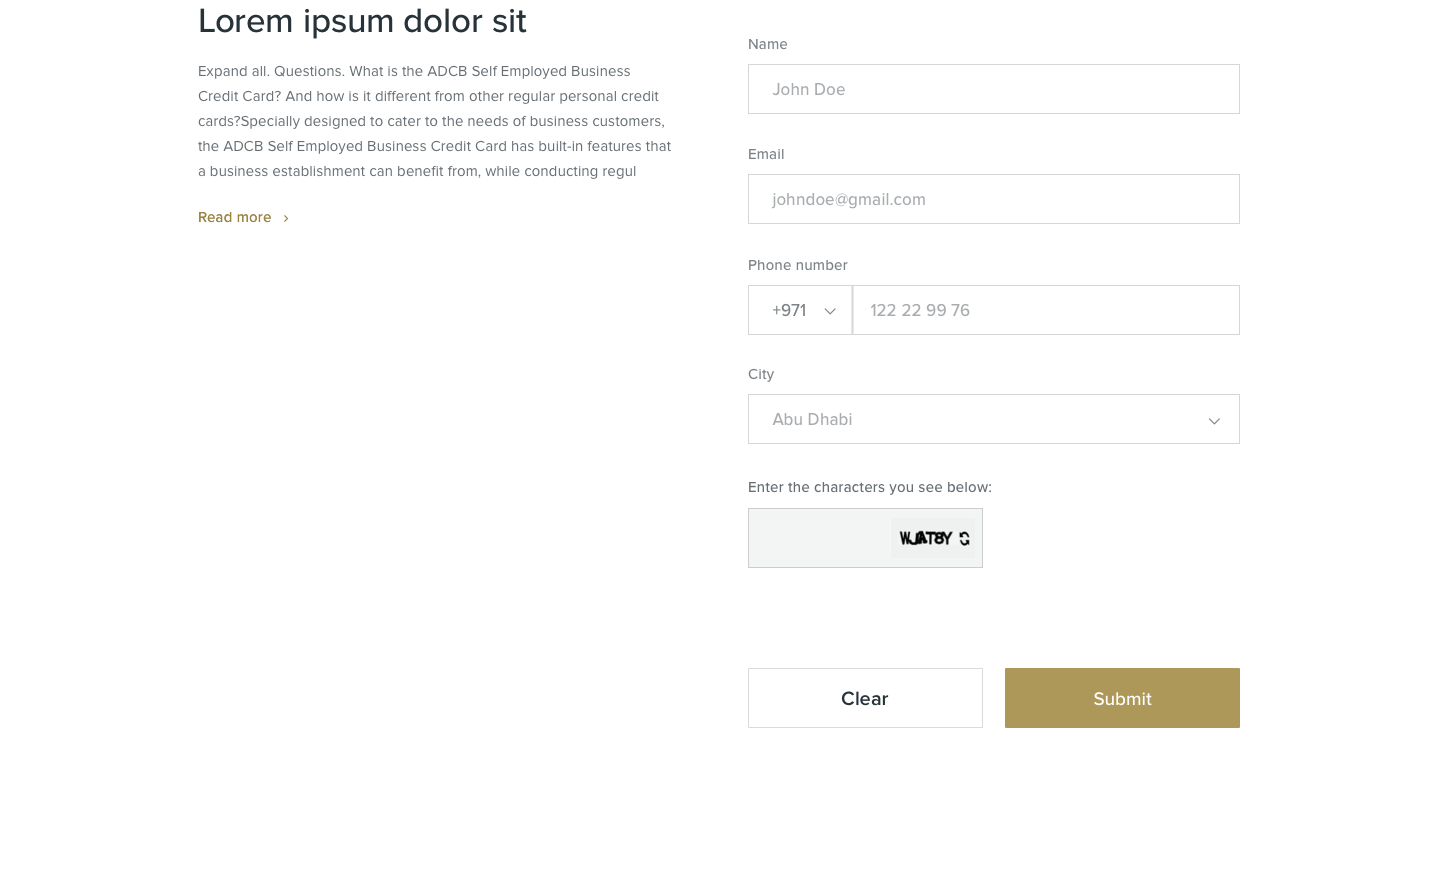 Lorem ipsum dolor sit
Expand all. Questions. What is the ADCB Self Employed Business
Credit Card? And how is it different from other regular personal credit
cards?Specially designed to cater to the needs of business customers,
the ADCB Self Employed Business Credit Card has built-in features that
a business establishment can benefit from, while conducting regul
Read more
Name
John Doe
Email
johndoe@gmail.com
Phone number
+971 122 22 99 76
City
Abu Dhabi
Enter the characters you see below:
WJAT8Y
Clear
Submit